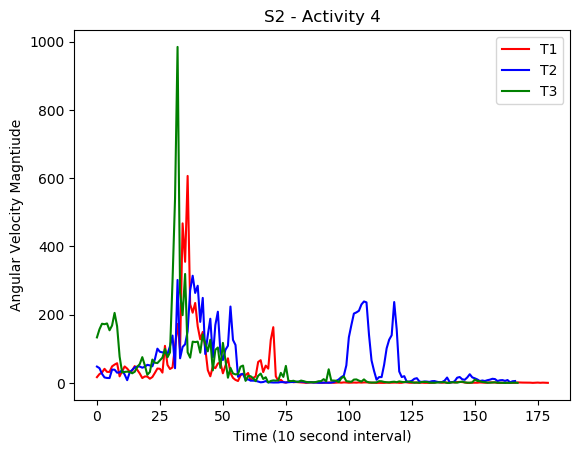 S2 - Activity 4
T1
T2
T3
Angular Velocity Magntiude
1000
800
600
400
200
0
0 25 50 75 100 125 150 175
Time (10 second interval)